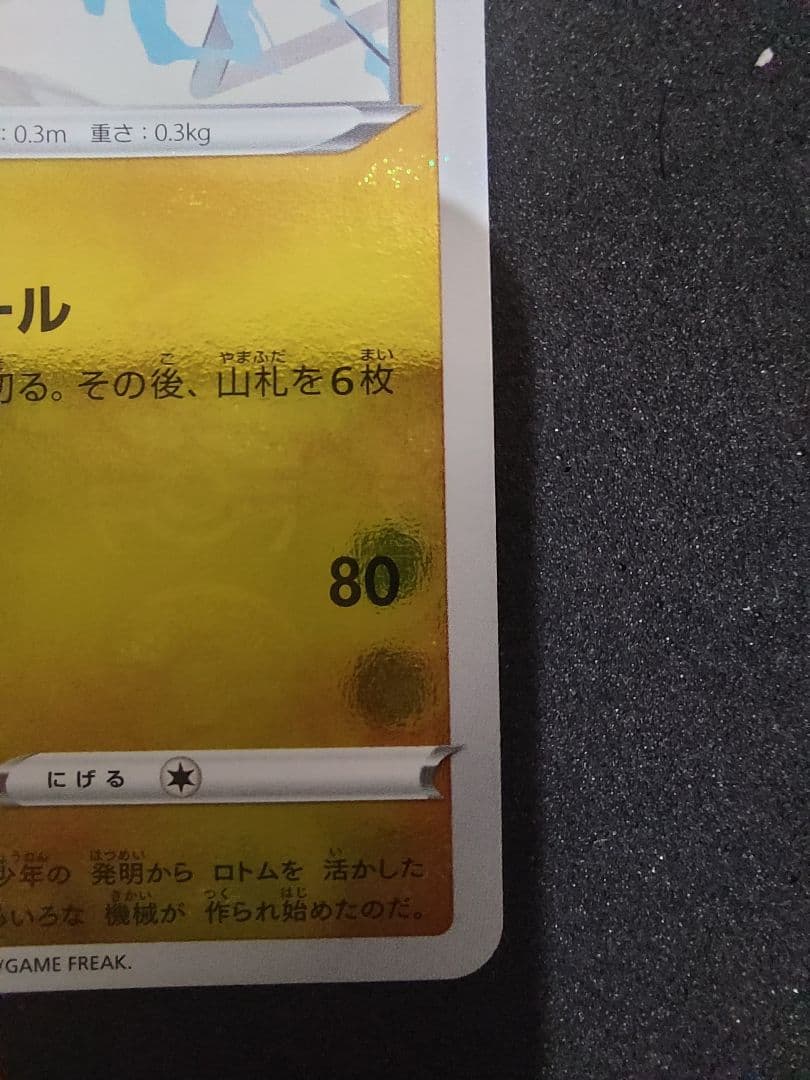 : 0.3m 重さ : 0.3kg
ール
切る。その後、山札を6枚
80
にげる
少年の 発明から ロトムを 活かした
いろな 機械が 作られ始めたのだ。
/GAME FREAK.